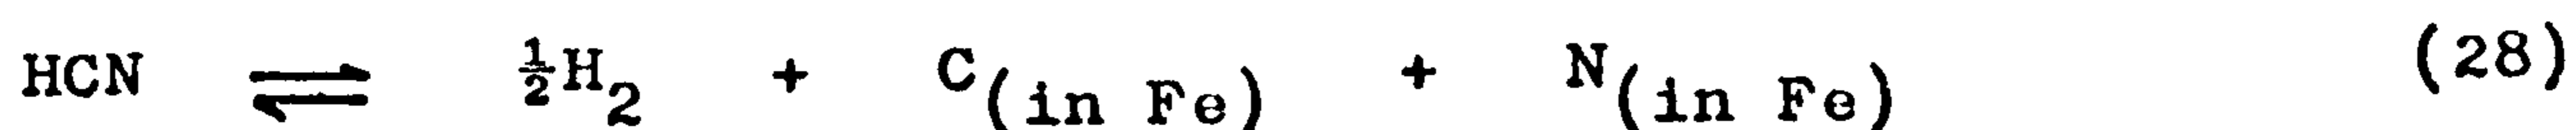 HCN ⇌ ½H₂ + C(in Fe) + N(in Fe) (28)